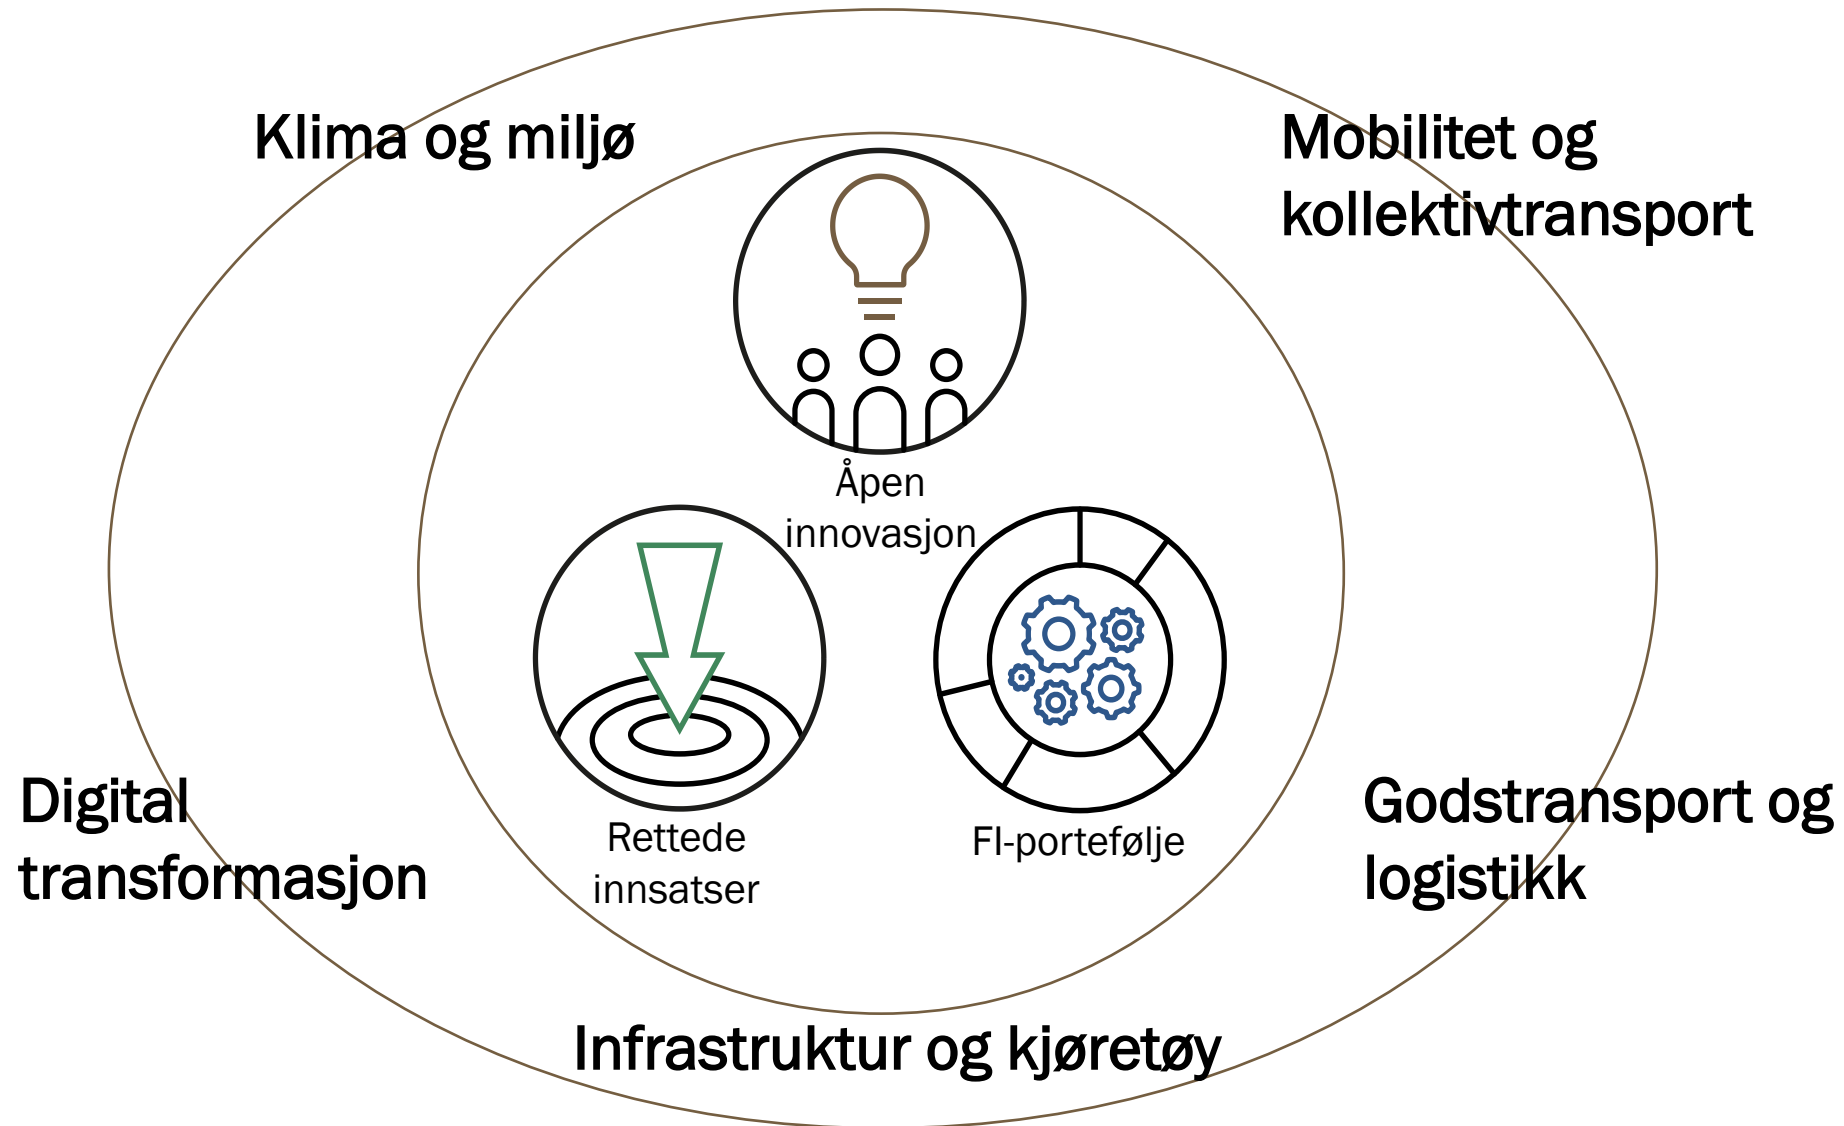 Klima og miljø
Mobilitet og
kollektivtransport
Åpen
innovasjon
Rettede
innsatser
FI-portefølje
Digital
transformasjon
Godstransport og
logistikk
Infrastruktur og kjøretøy